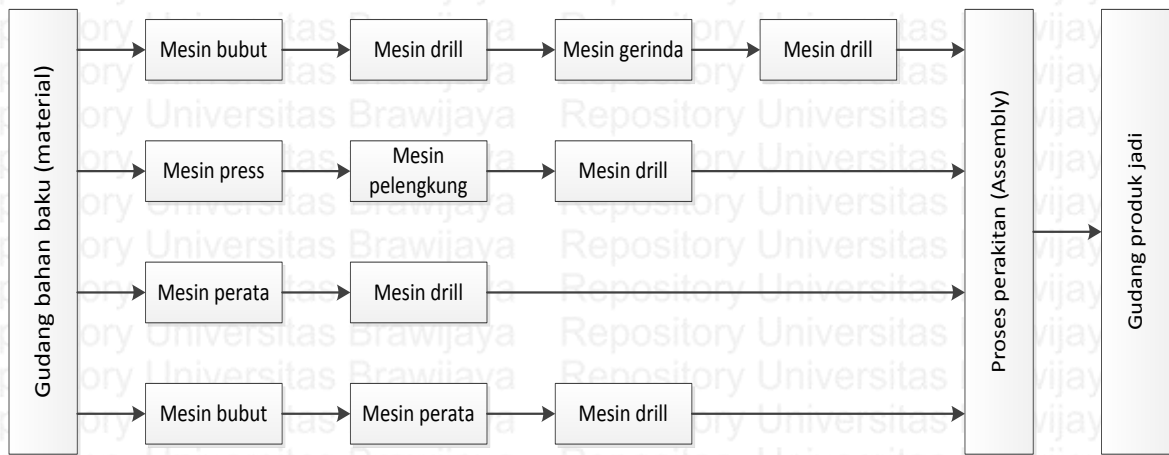 Gudang bahan baku (material)
Mesin bubut
Mesin drill
Mesin gerinda
Mesin drill
Mesin press
Mesin
pelengkung
Mesin drill
Mesin perata
Mesin drill
Mesin bubut
Mesin perata
Mesin drill
Proses perakitan (Assembly)
Gudang produk jadi
Repository Universitas Brawijaya